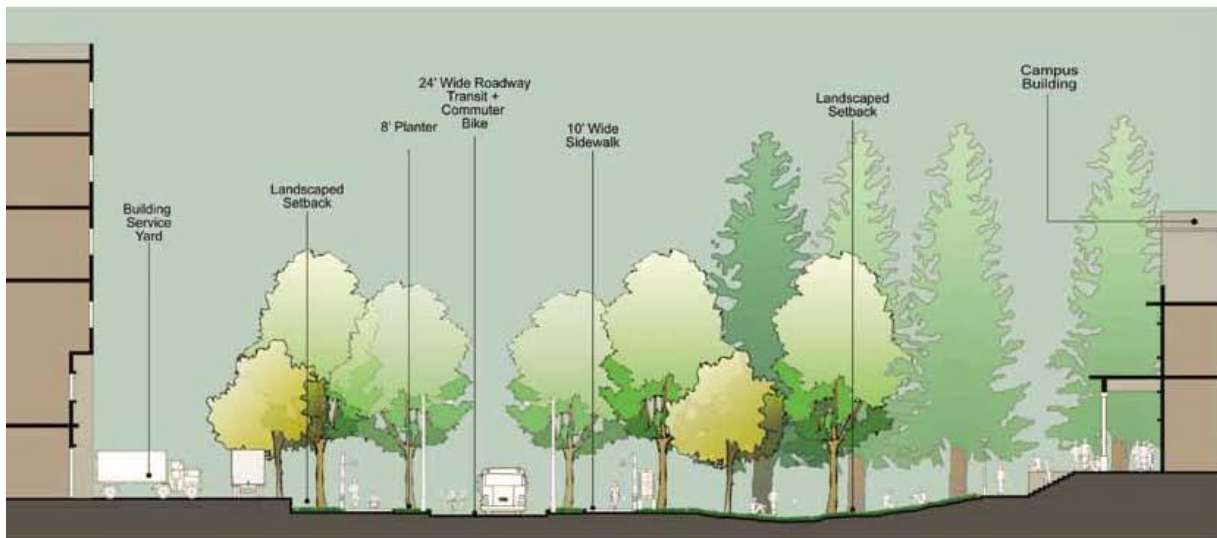 Building
Service
Yard
Landscaped
Setback
8' Planter
24' Wide Roadway
Transit +
Commuter
Bike
10' Wide
Sidewalk
Landscaped
Setback
Campus
Building